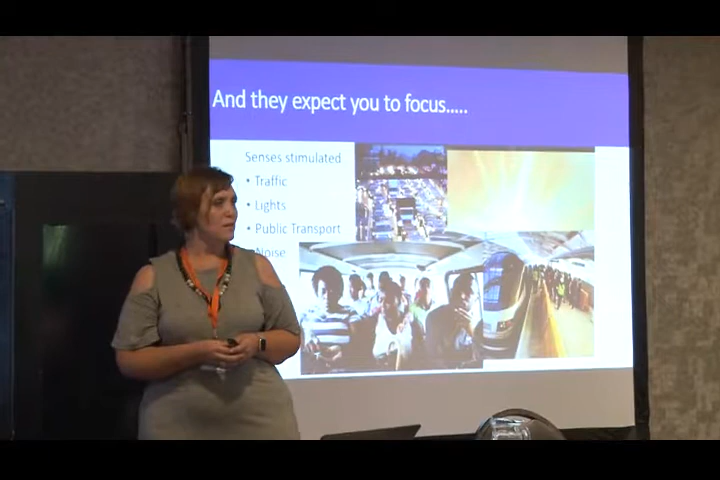 And they expect you to focus.....
Senses stimulated
• Traffic
• Lights
• Public Transport
Noise